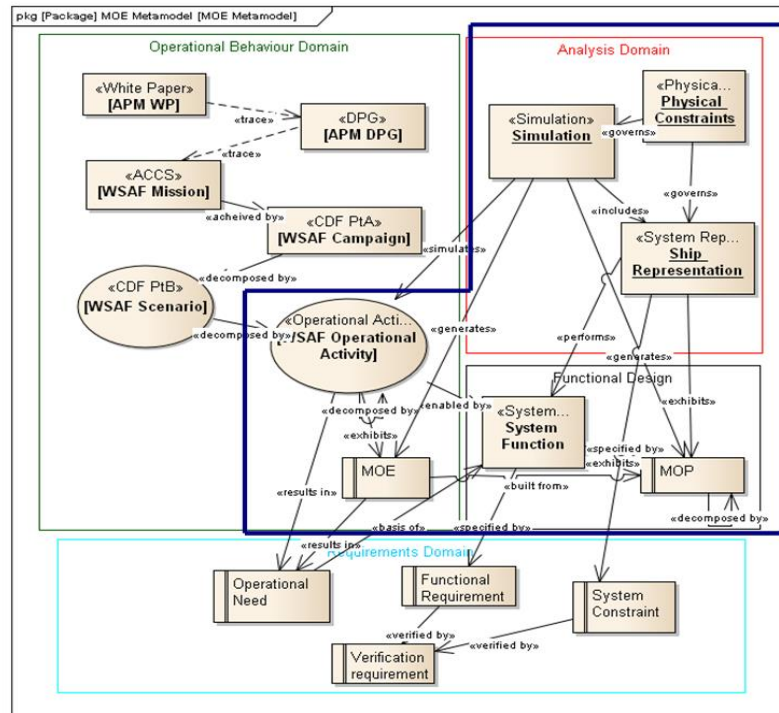 pkg [Package] MOE Metamodel [MOE Metamodel]
Operational Behaviour Domain
Analysis Domain
«White Paper»
[APM WP]
«trace»
«DPG»
[APM DPG]
«trace»
«ACCS»
[WSAF Mission]
«acheived by»
«CDF PtA»
[WSAF Campaign]
«decomposed by»
«CDF PtB»
[WSAF Scenario]
«decomposed by»
«Simulation»
Simulation
«Physica...
Physical
Constraints
«governs»
«governs»
«includes»
«simulates»
«System Rep...
Ship
Representation
«Operational Acti...
[WSAF Operational
Activity]
«generates»
«performs»
«generates»
Functional Design
«decomposed by»
«enabled by»
«exhibits»
«System...
System
Function
«exhibits»
«specified by»
«exhibits»
MOE
MOP
«results in»
«built from»
«decomposed by»
«basis of»
«specified by»
«results in»
Requirements Domain
Operational
Need
Functional
Requirement
System
Constraint
«verified by»
«verified by»
Verification
requirement